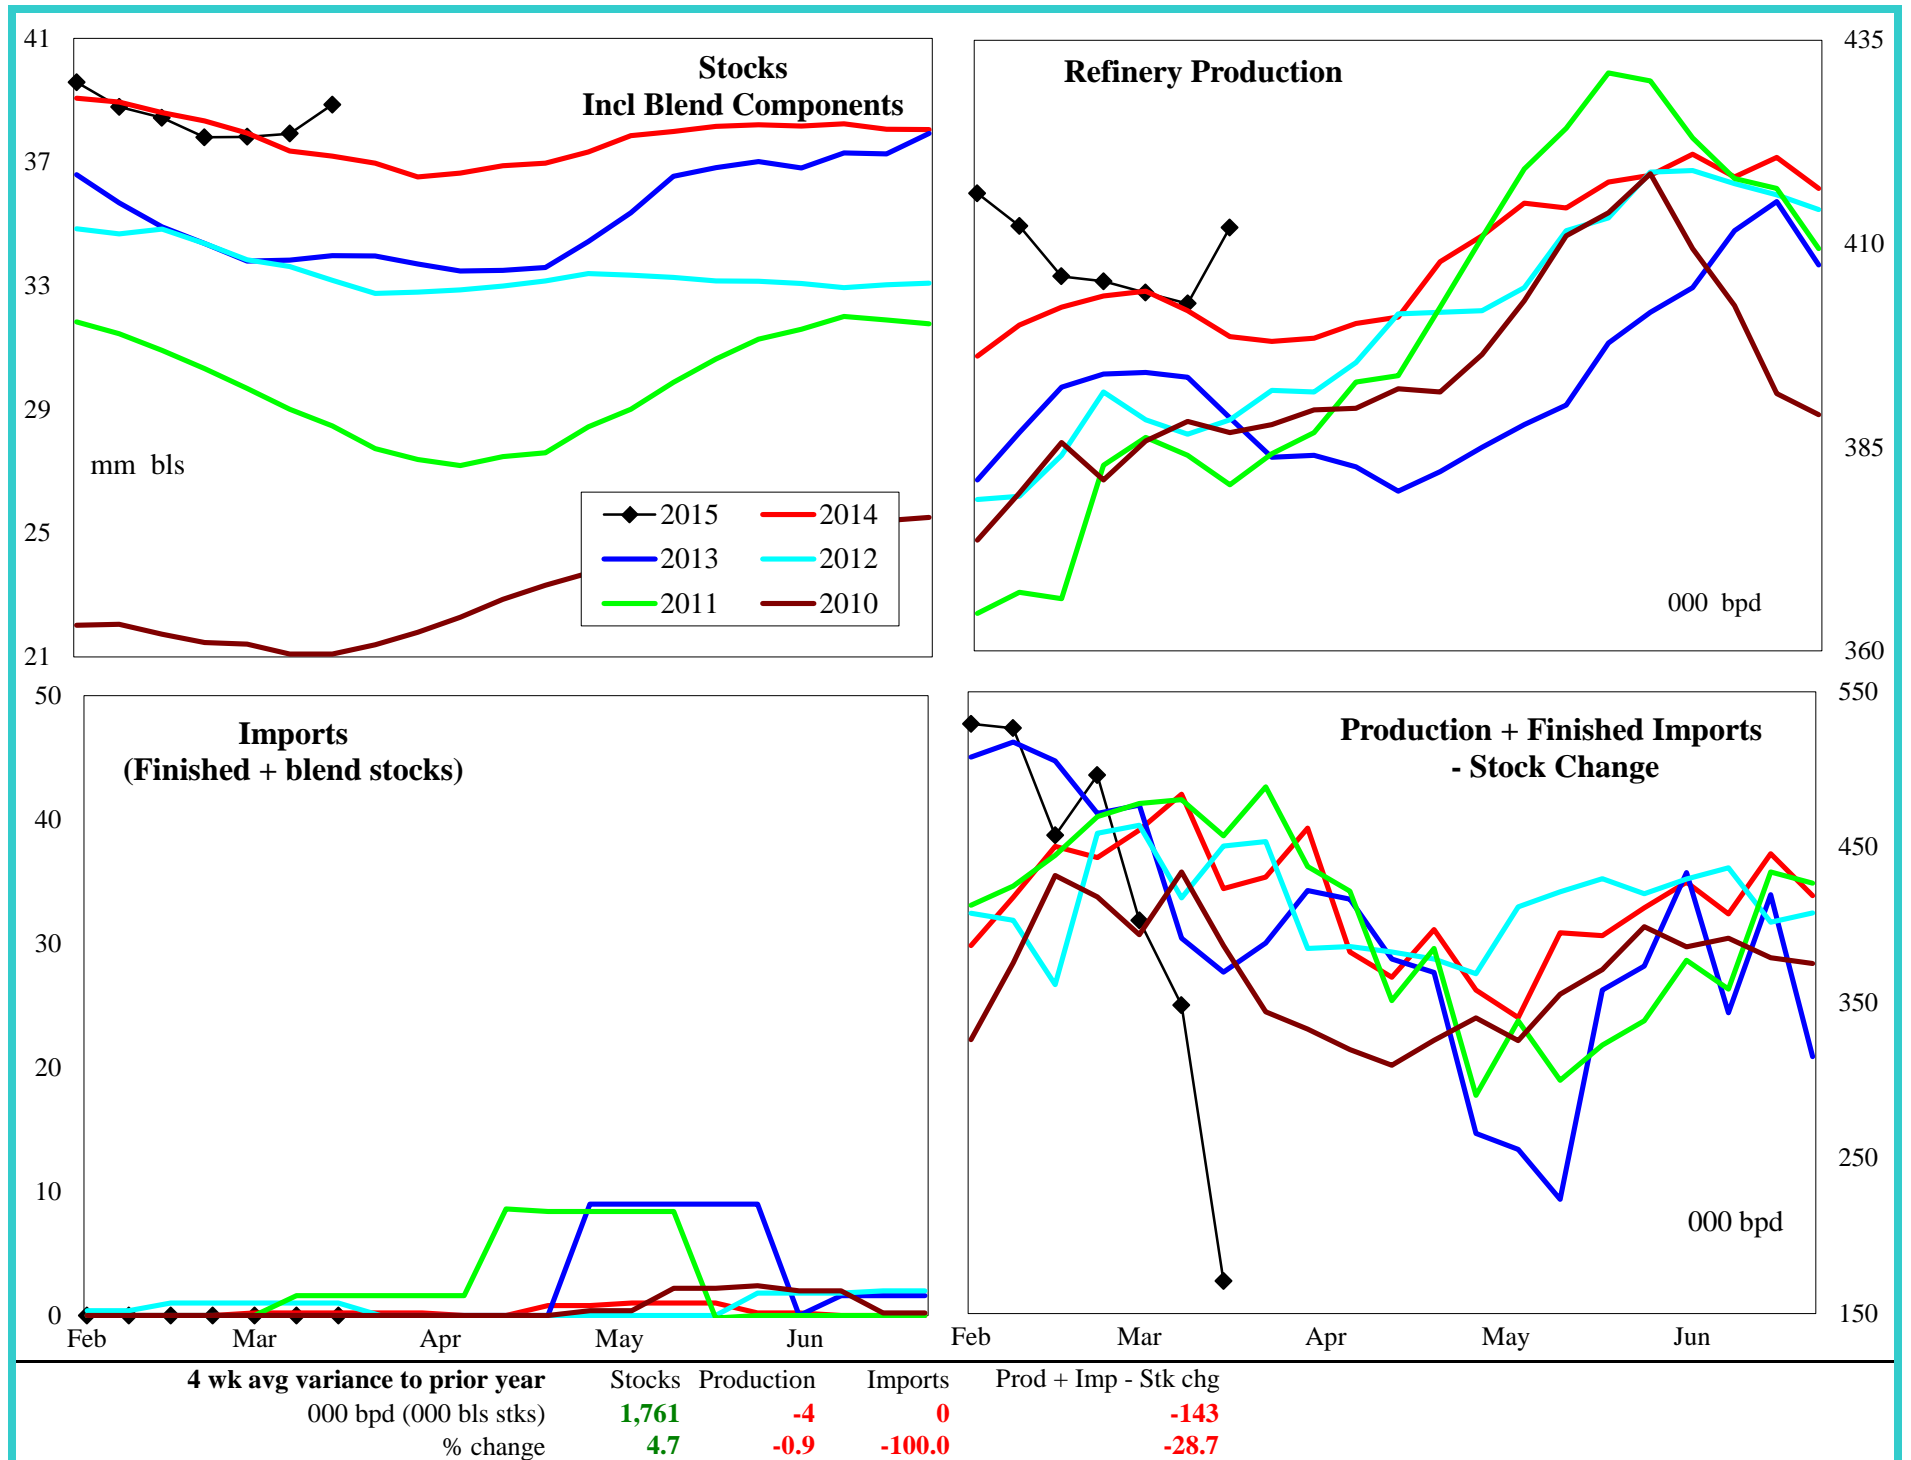 41
37
33
29
25
21
Stocks
Incl Blend Components
mm bls
2015
2014
2013
2012
2011
2010
Refinery Production
435
410
385
360
000 bpd
50
40
30
20
10
0
Imports
(Finished + blend stocks)
Feb Mar Apr May Jun
Production + Finished Imports
- Stock Change
550
450
350
250
150
000 bpd
Feb Mar Apr May Jun
4 wk avg variance to prior year Stocks Production Imports Prod + Imp - Stk chg
000 bpd (000 bls stks) 1,761 -4 0 -143
% change 4.7 -0.9 -100.0 -28.7